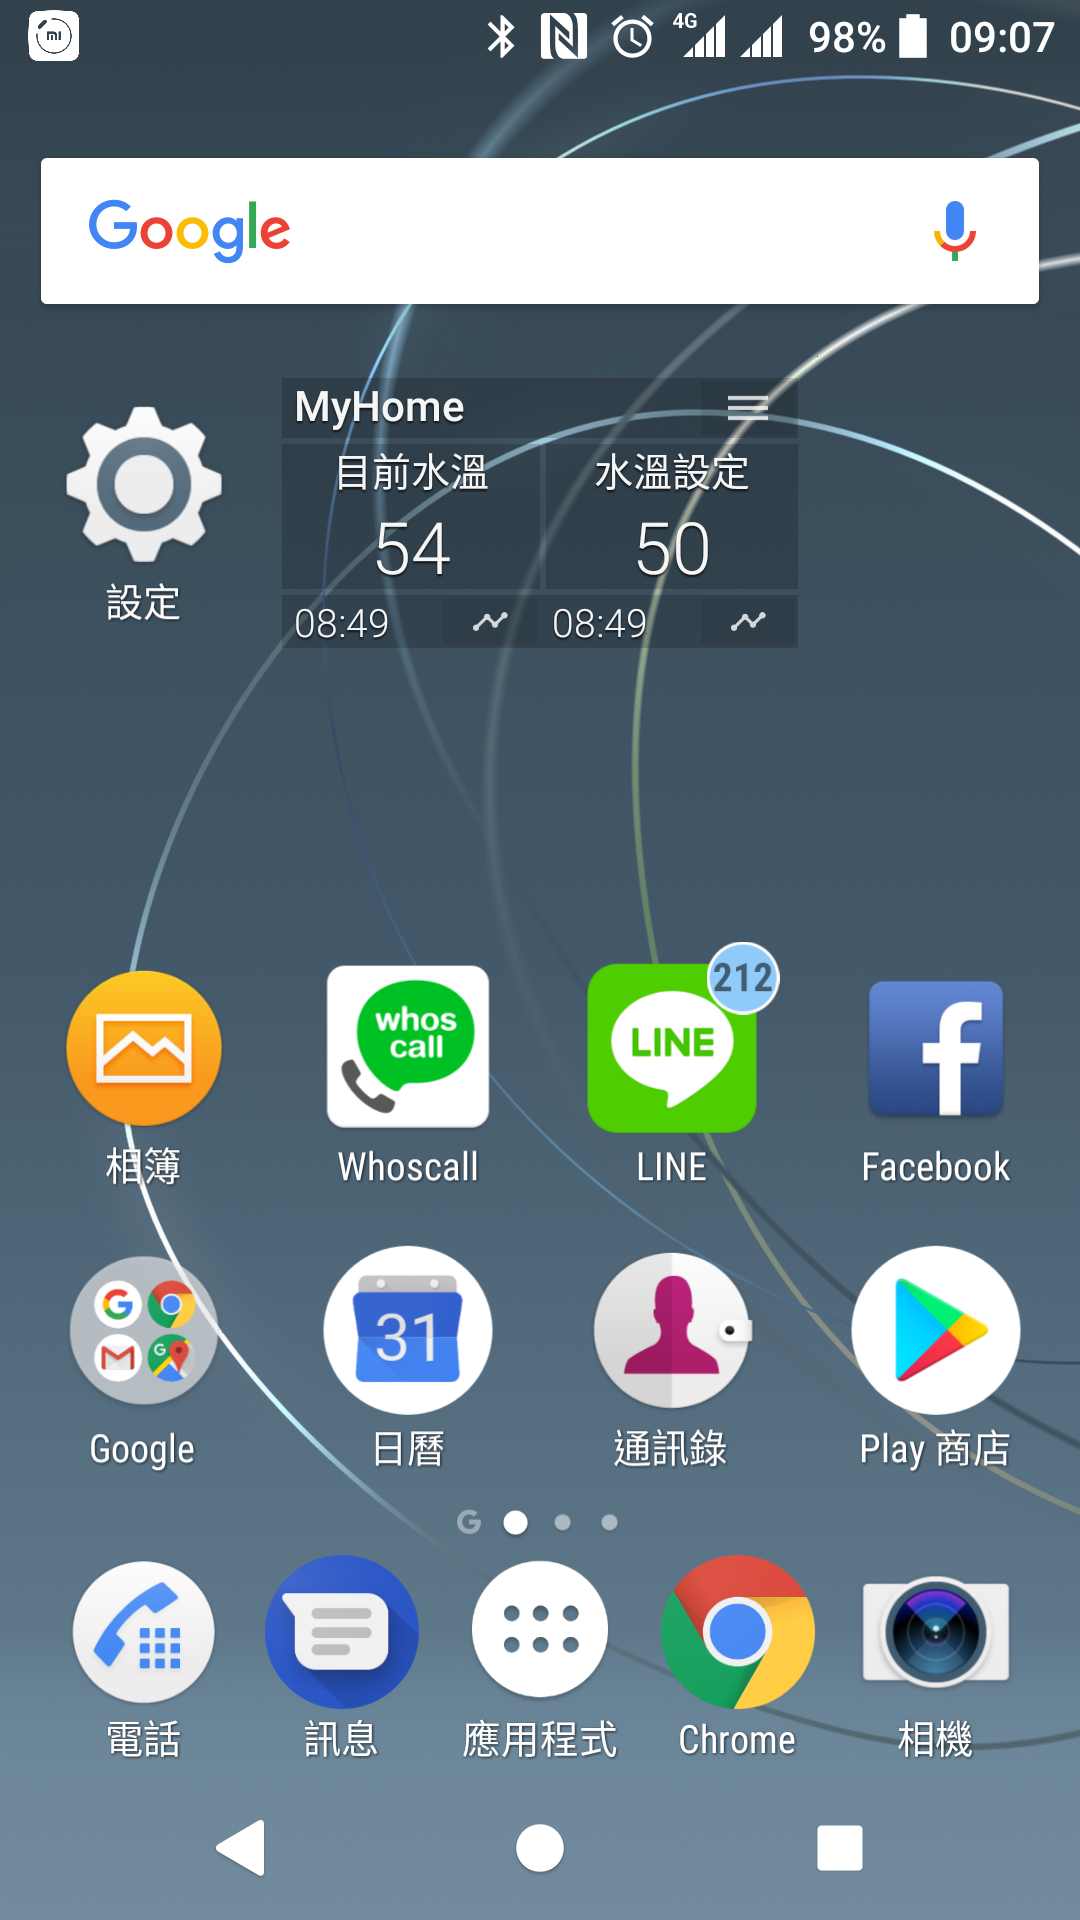 mi
4G
98%
09:07
Google
MyHome
目前水溫
水溫設定
54
50
08:49
08:49
設定
whos
call
LINE
212
相簿
Whoscall
LINE
Facebook
31
Google
日曆
通訊錄
Play 商店
電話
訊息
應用程式
Chrome
相機